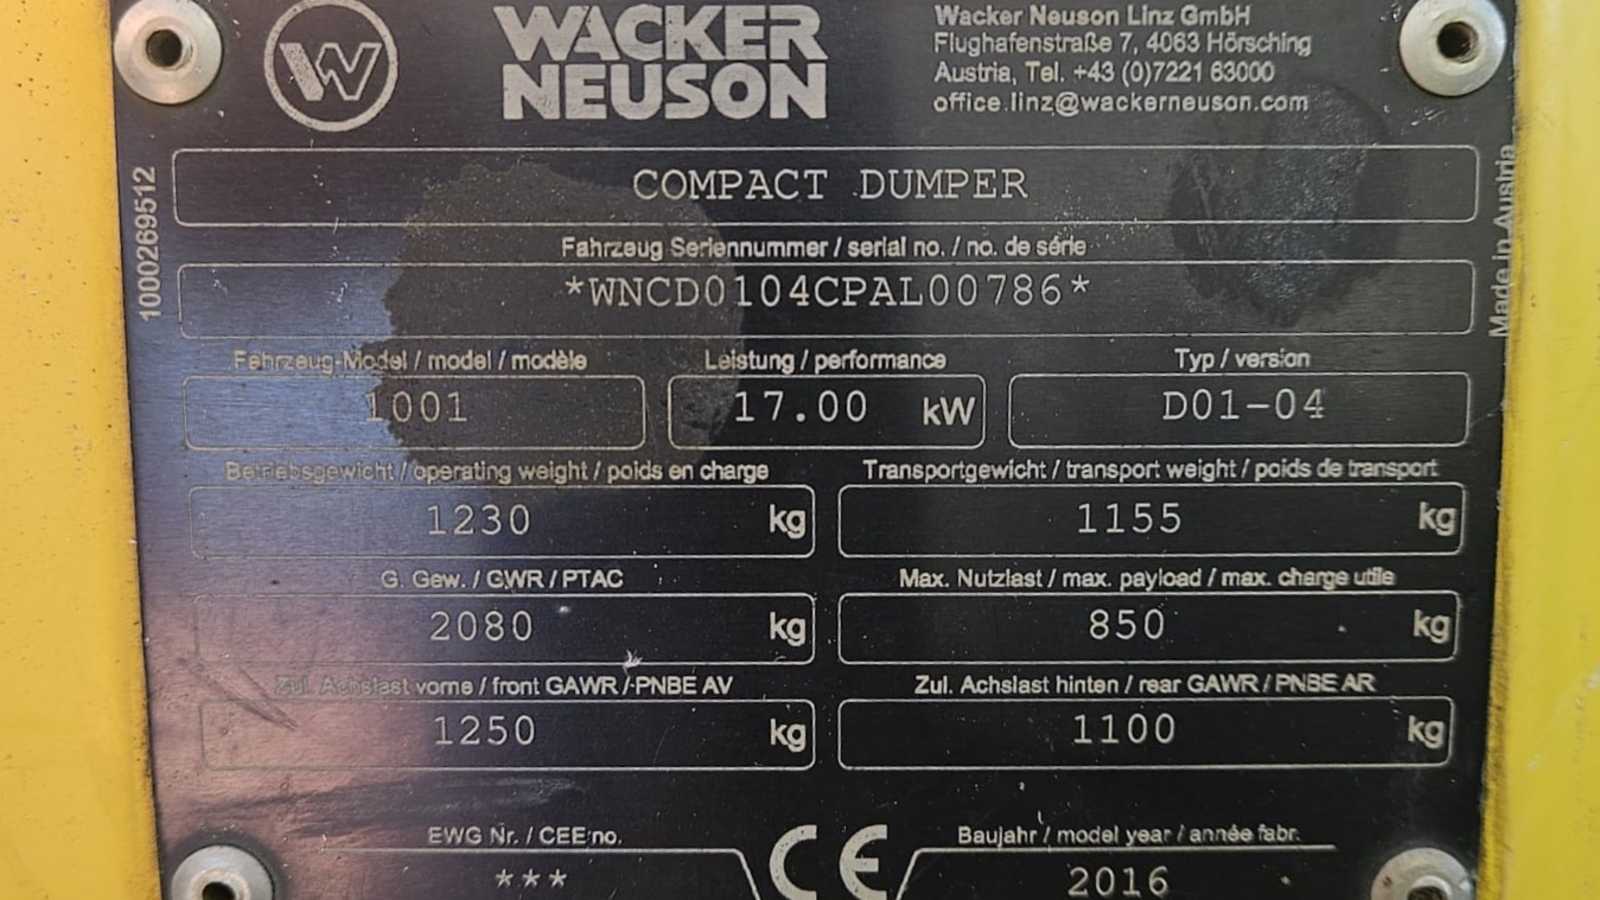 W
WACKER
NEUSON
Wacker Neuson Linz GmbH
Flughafenstraße 7, 4063 Hörsching
Austria, Tel. +43 (0)7221 63000
office.linz@wackerneuson.com
1000269512
Made in Austria
COMPACT DUMPER
Fahrzeug Seriennummer / serial no. / no. de série
*WNCD0104CPAL00786*
Fahrzeug-Model / model / modèle
1001
Leistung / performance
17.00 kW
Typ / version
D01-04
Betriebsgewicht / operating weight / poids en charge
1230 kg
Transportgewicht / transport weight / poids de transport
1155 kg
G. Gew. / GWR / PTAC
2080 kg
Max. Nutzlast / max. payload / max. charge utile
850 kg
Zul. Achslast vorne / front GAWR / PNBE AV
1250 kg
Zul. Achslast hinten / rear GAWR / PNBE AR
1100 kg
EWG Nr. / CEE no.
***
CE
Baujahr / model year / année fabr.
2016